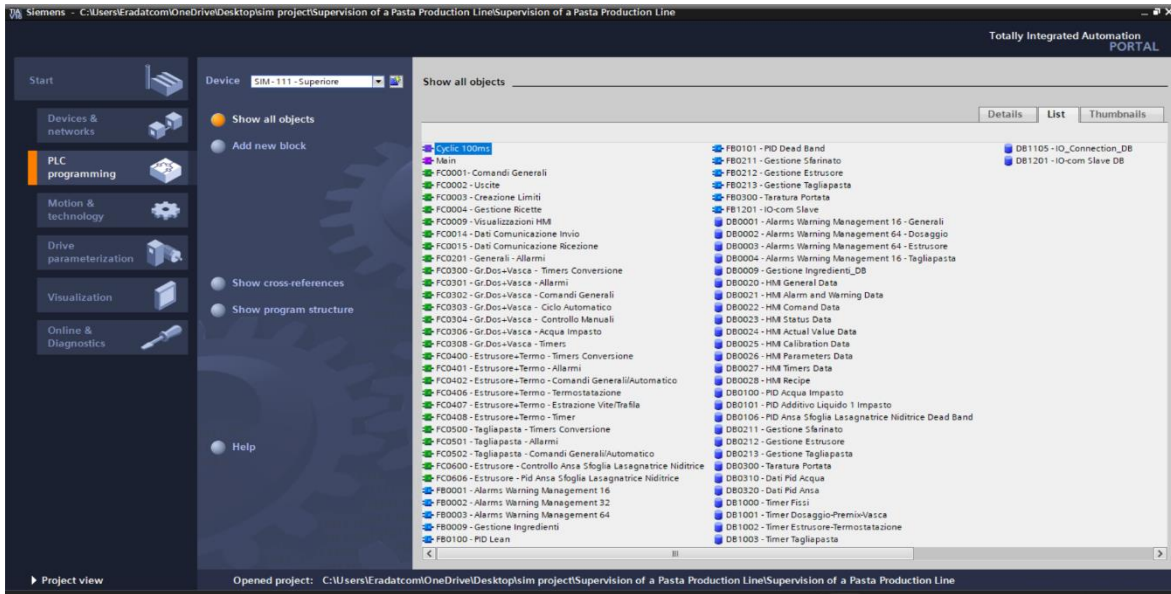 Siemens - C:\Users\Eradatcom\OneDrive\Desktop\sim project\Supervision of a Pasta Production Line\Supervision of a Pasta Production Line
Totally Integrated Automation
PORTAL
Start
Devices &
networks
PLC
programming
Motion &
technology
Drive
parameterization
Visualization
Online &
Diagnostics
Project view
Device
SIM - 111 - Superiore
Show all objects
Add new block
Show cross-references
Show program structure
Help
Show all objects
Details
List
Thumbnails
Cyclic 100ms
Main
FC0001- Comandi Generali
FC0002 - Uscite
FC0003 - Creazione Limiti
FC0004 - Gestione Ricette
FC0009 - Visualizzazioni HMI
FC0014 - Dati Comunicazione Invio
FC0015 - Dati Comunicazione Ricezione
FC0201 - Generali - Allarmi
FC0300 - Gr.Dos+Vasca - Timers Conversione
FC0301 - Gr.Dos+Vasca - Allarmi
FC0302 - Gr.Dos+Vasca - Comandi Generali
FC0303 - Gr.Dos+Vasca - Ciclo Automatico
FC0304 - Gr.Dos+Vasca - Controllo Manuali
FC0306 - Gr.Dos+Vasca - Acqua Impasto
FC0308 - Gr.Dos+Vasca - Timers
FC0400 - Estrusore+Termo - Timers Conversione
FC0401 - Estrusore+Termo - Allarmi
FC0402 - Estrusore+Termo - Comandi Generali/Automatico
FC0406 - Estrusore+Termo - Termostatazione
FC0407 - Estrusore+Termo - Estrazione Vite/Trafila
FC0408 - Estrusore+Termo - Timer
FC0500 - Tagliapasta - Timers Conversione
FC0501 - Tagliapasta - Allarmi
FC0502 - Tagliapasta - Comandi Generali/Automatico
FC0600 - Estrusore - Controllo Ansa Sfoglia Lasagnatrice Niditrice
FC0606 - Estrusore - Pid Ansa Sfoglia Lasagnatrice Niditrice
FB0001 - Alarms Warning Management 16
FB0002 - Alarms Warning Management 32
FB0003 - Alarms Warning Management 64
FB0009 - Gestione Ingredienti
FB0100 - PID Lean
FB0101 - PID Dead Band
FB0211 - Gestione Sfarinato
FB0212 - Gestione Estrusore
FB0213 - Gestione Tagliapasta
FB0300 - Taratura Portata
FB1201 - IO-com Slave
DB0001 - Alarms Warning Management 16 - Generali
DB0002 - Alarms Warning Management 64 - Dosaggio
DB0003 - Alarms Warning Management 64 - Estrusore
DB0004 - Alarms Warning Management 16 - Tagliapasta
DB0009 - Gestione Ingredienti_DB
DB0020 - HMI General Data
DB0021 - HMI Alarm and Warning Data
DB0022 - HMI Comand Data
DB0023 - HMI Status Data
DB0024 - HMI Actual Value Data
DB0025 - HMI Calibration Data
DB0026 - HMI Parameters Data
DB0027 - HMI Timers Data
DB0028 - HMI Recipe
DB0100 - PID Acqua Impasto
DB0101 - PID Additivo Liquido 1 Impasto
DB0106 - PID Ansa Sfoglia Lasagnatrice Niditrice Dead Band
DB0211 - Gestione Sfarinato
DB0212 - Gestione Estrusore
DB0213 - Gestione Tagliapasta
DB0300 - Taratura Portata
DB0310 - Dati Pid Acqua
DB0320 - Dati Pid Ansa
DB1000 - Timer Fissi
DB1001 - Timer Dosaggio-Premix-Vasca
DB1002 - Timer Estrusore-Termostatazione
DB1003 - Timer Tagliapasta
DB1105 - IO_Connection_DB
DB1201 - IO-com Slave DB
Opened project: C:\Users\Eradatcom\OneDrive\Desktop\sim project\Supervision of a Pasta Production Line\Supervision of a Pasta Production Line